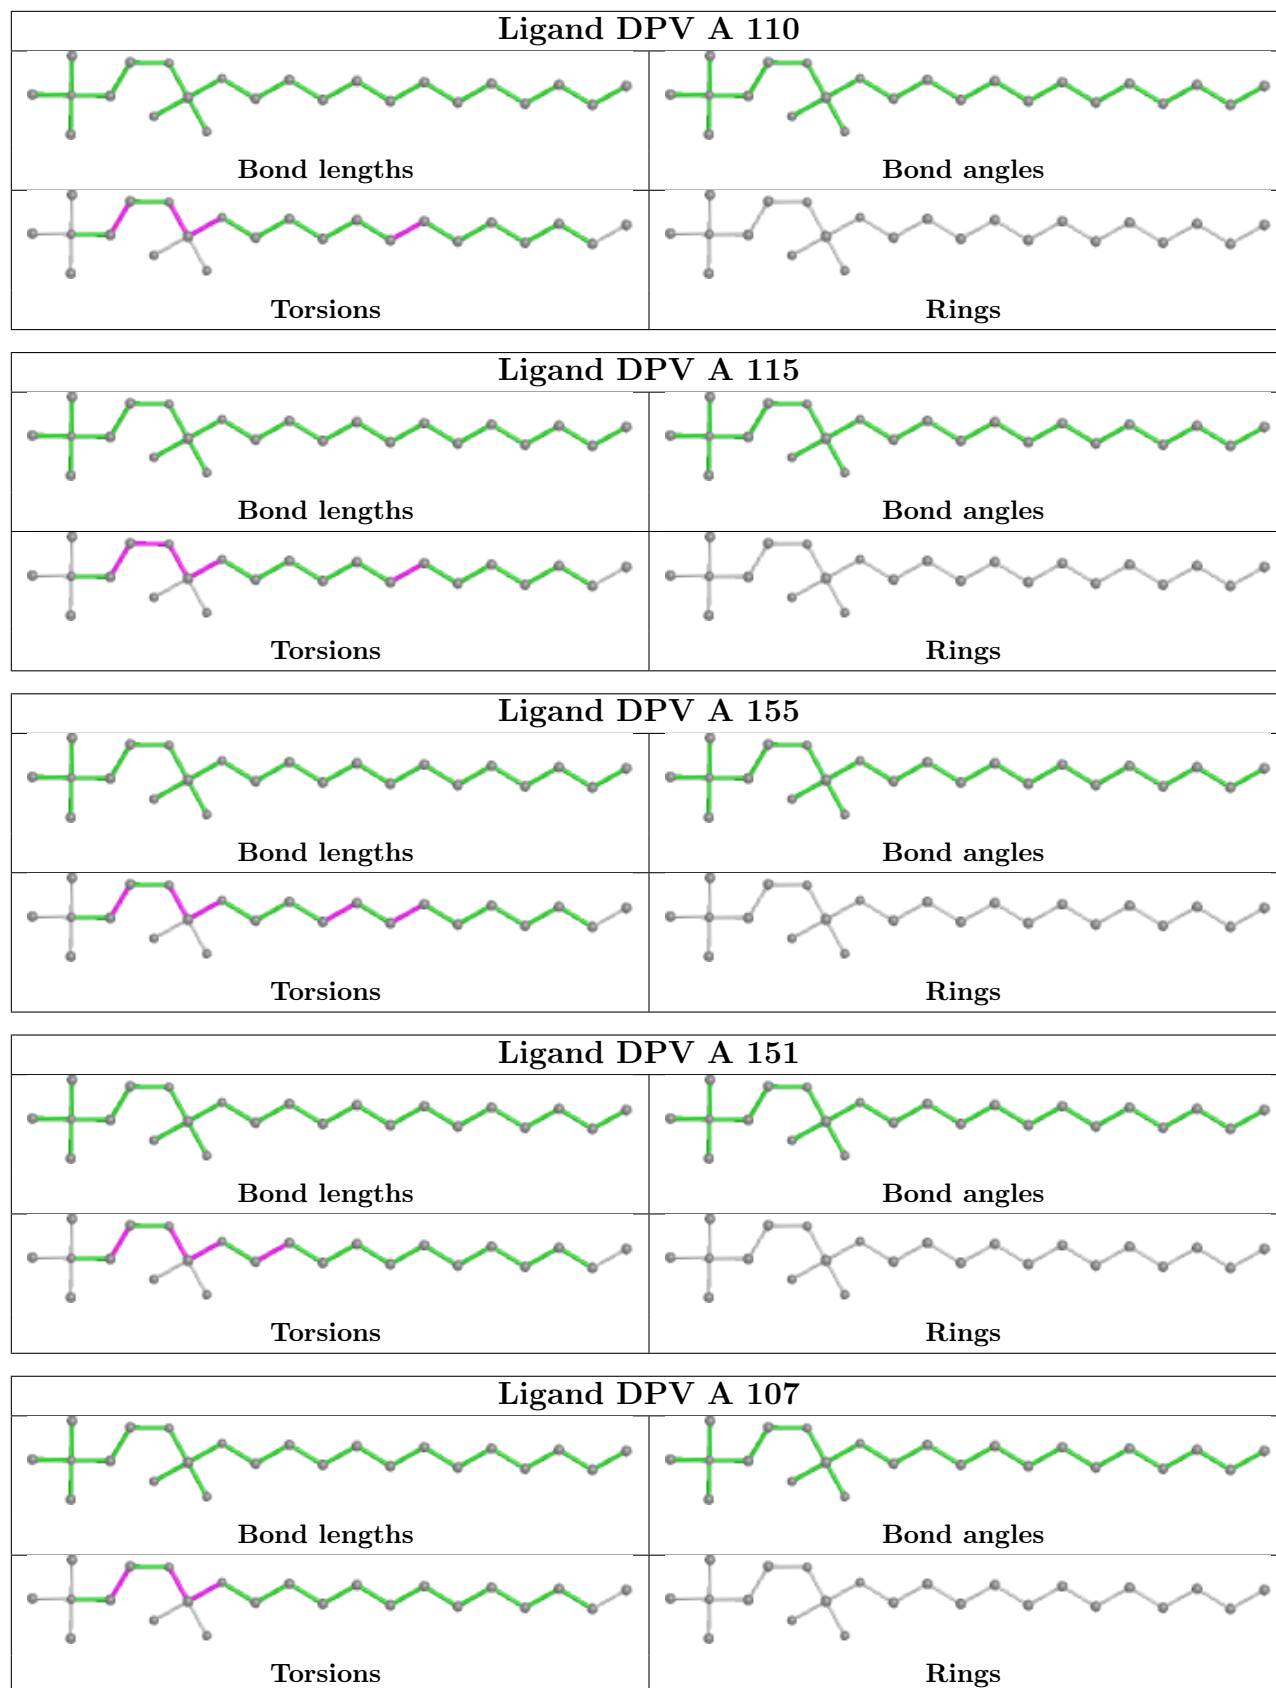 Ligand DPV A 110
Bond lengths
Bond angles
Torsions
Rings
Ligand DPV A 115
Bond lengths
Bond angles
Torsions
Rings
Ligand DPV A 155
Bond lengths
Bond angles
Torsions
Rings
Ligand DPV A 151
Bond lengths
Bond angles
Torsions
Rings
Ligand DPV A 107
Bond lengths
Bond angles
Torsions
Rings